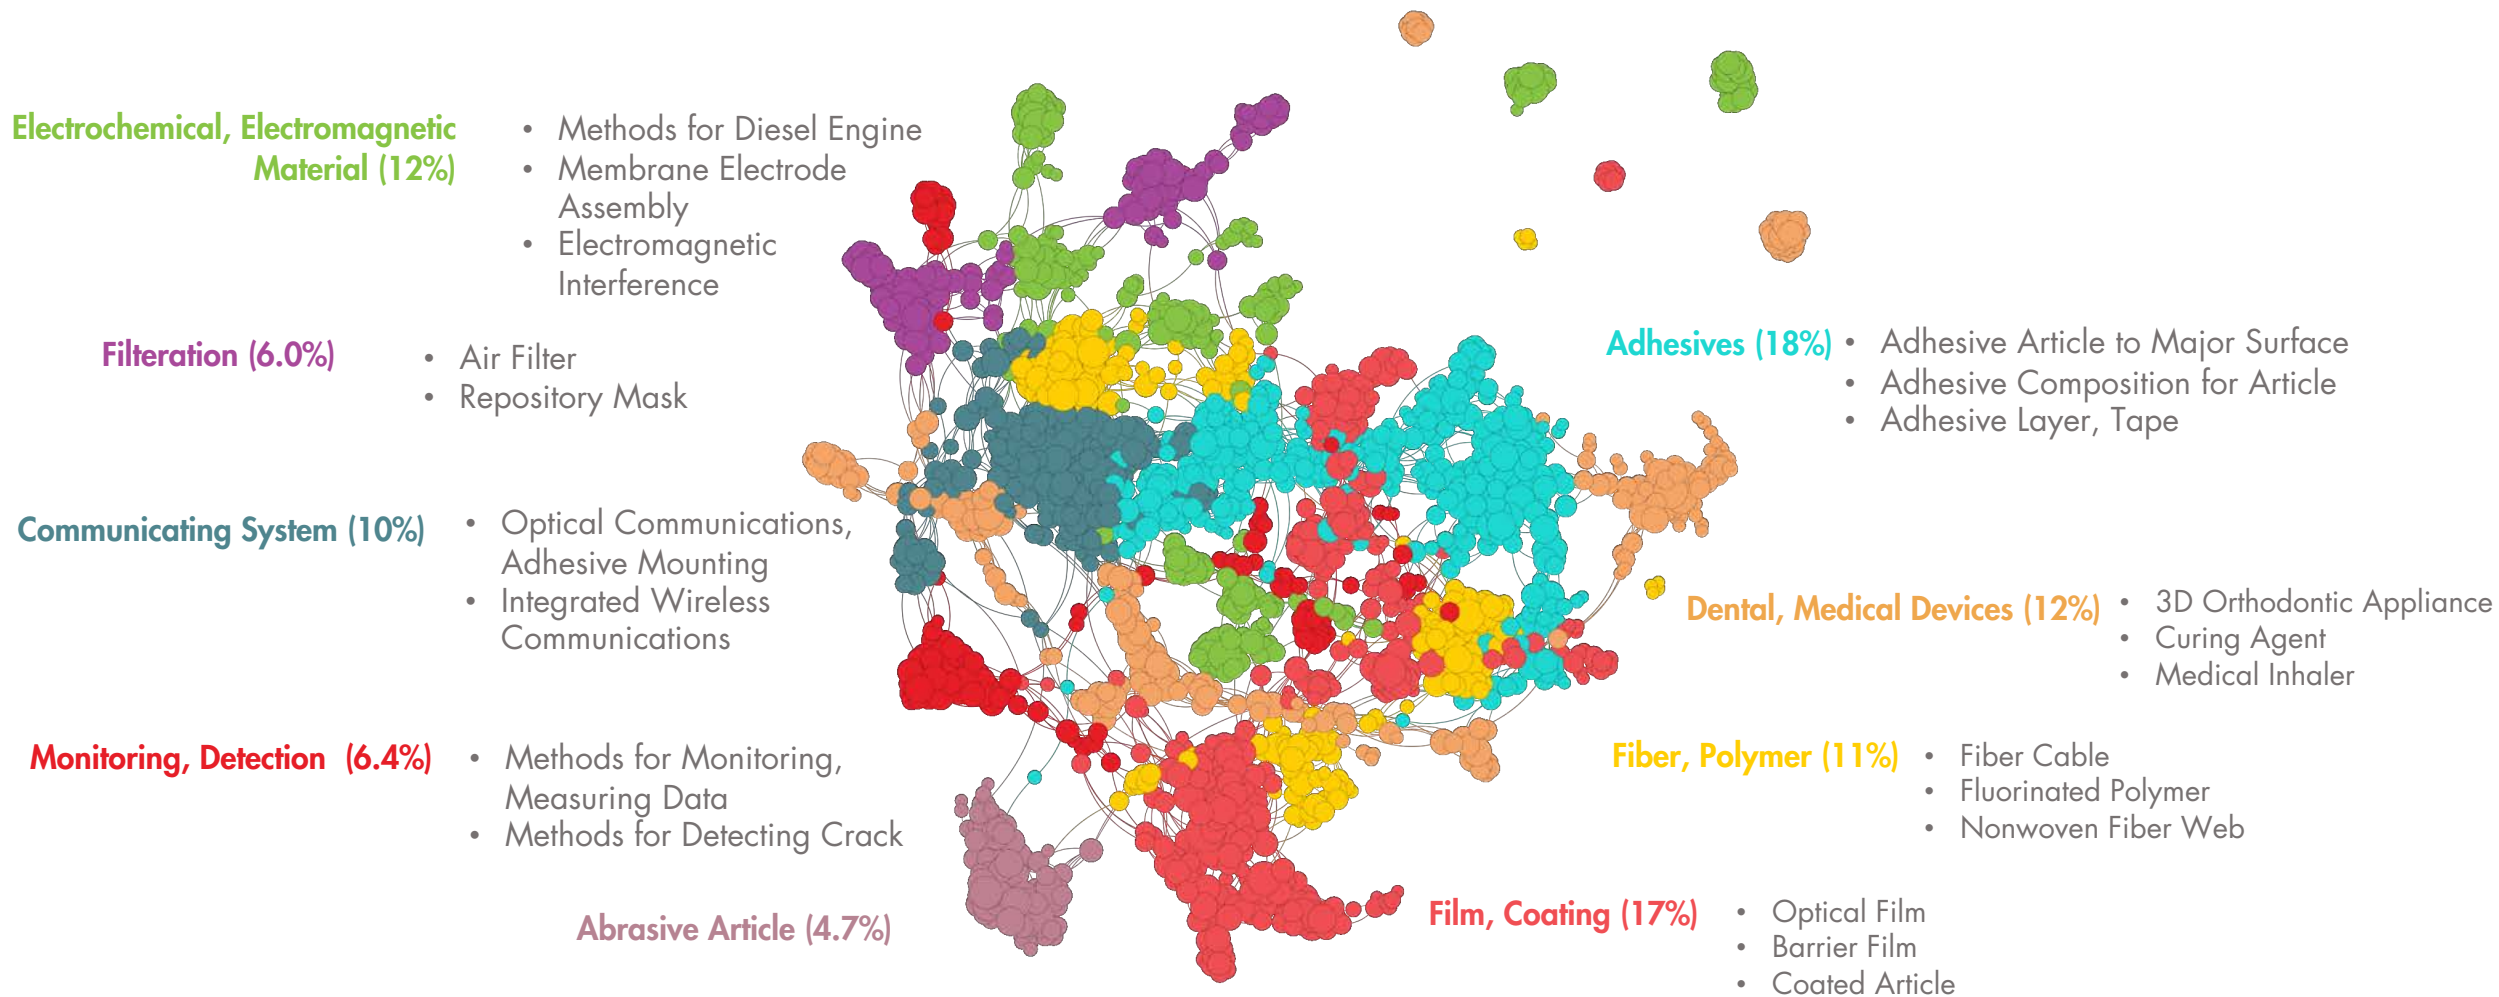 Electrochemical, Electromagnetic
Material (12%)
• Methods for Diesel Engine
• Membrane Electrode
Assembly
• Electromagnetic
Interference
Filteration (6.0%)
• Air Filter
• Repository Mask
Communicating System (10%)
• Optical Communications,
Adhesive Mounting
• Integrated Wireless
Communications
Monitoring, Detection (6.4%)
• Methods for Monitoring,
Measuring Data
• Methods for Detecting Crack
Abrasive Article (4.7%)
Adhesives (18%)
• Adhesive Article to Major Surface
• Adhesive Composition for Article
• Adhesive Layer, Tape
Dental, Medical Devices (12%)
• 3D Orthodontic Appliance
• Curing Agent
• Medical Inhaler
Fiber, Polymer (11%)
• Fiber Cable
• Fluorinated Polymer
• Nonwoven Fiber Web
Film, Coating (17%)
• Optical Film
• Barrier Film
• Coated Article